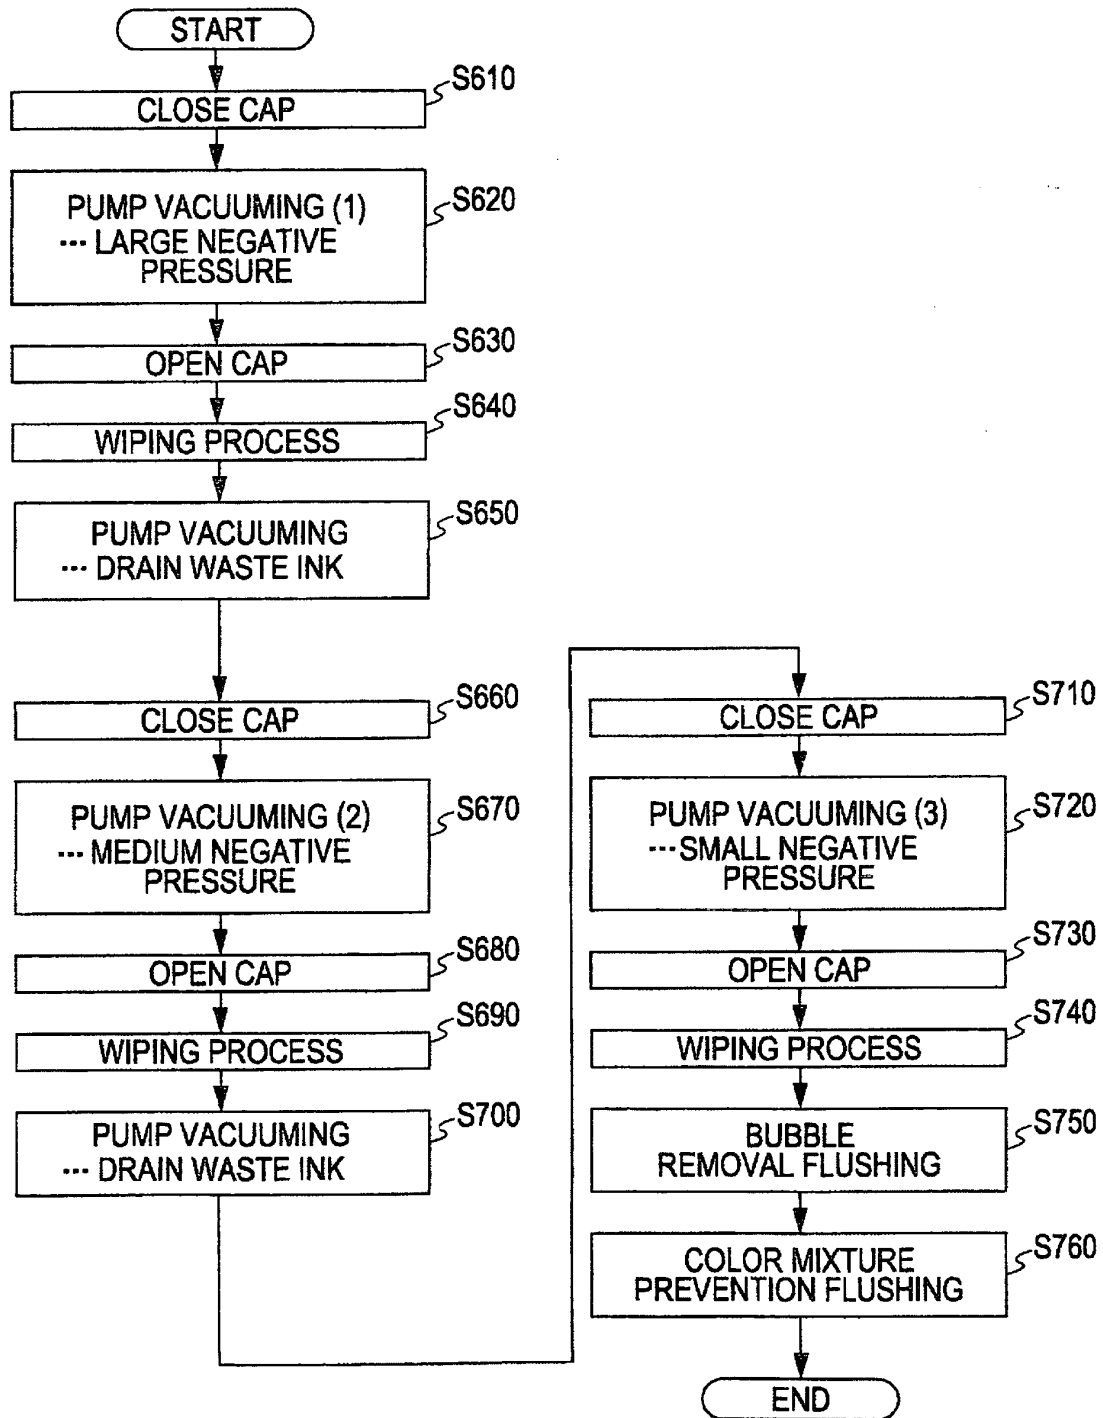 START
S610
CLOSE CAP
S620
PUMP VACUUMING (1)
··· LARGE NEGATIVE
PRESSURE
S630
OPEN CAP
S640
WIPING PROCESS
S650
PUMP VACUUMING
··· DRAIN WASTE INK
S660
CLOSE CAP
S670
PUMP VACUUMING (2)
··· MEDIUM NEGATIVE
PRESSURE
S680
OPEN CAP
S690
WIPING PROCESS
S700
PUMP VACUUMING
··· DRAIN WASTE INK
S710
CLOSE CAP
S720
PUMP VACUUMING (3)
··· SMALL NEGATIVE
PRESSURE
S730
OPEN CAP
S740
WIPING PROCESS
S750
BUBBLE
REMOVAL FLUSHING
S760
COLOR MIXTURE
PREVENTION FLUSHING
END